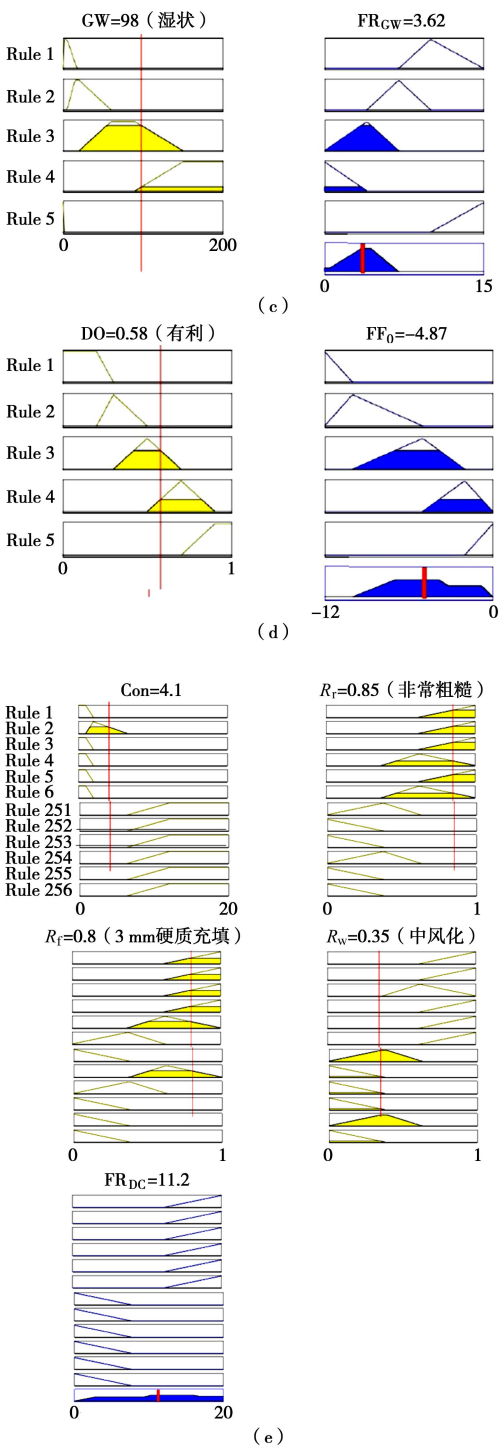 GW=98（湿状） FR_GW=3.62
Rule 1
Rule 2
Rule 3
Rule 4
Rule 5
0 200 0 15
（c）
DO=0.58（有利） FF_0=−4.87
Rule 1
Rule 2
Rule 3
Rule 4
Rule 5
0 1 −12 0
（d）
Con=4.1 R_r=0.85（非常粗糙）
Rule 1
Rule 2
Rule 3
Rule 4
Rule 5
Rule 6
Rule 251
Rule 252
Rule 253
Rule 254
Rule 255
Rule 256
0 20 0 1
R_f=0.8（3 mm硬质充填） R_w=0.35（中风化）
0 1 0 1
FR_DC=11.2
0 20
（e）